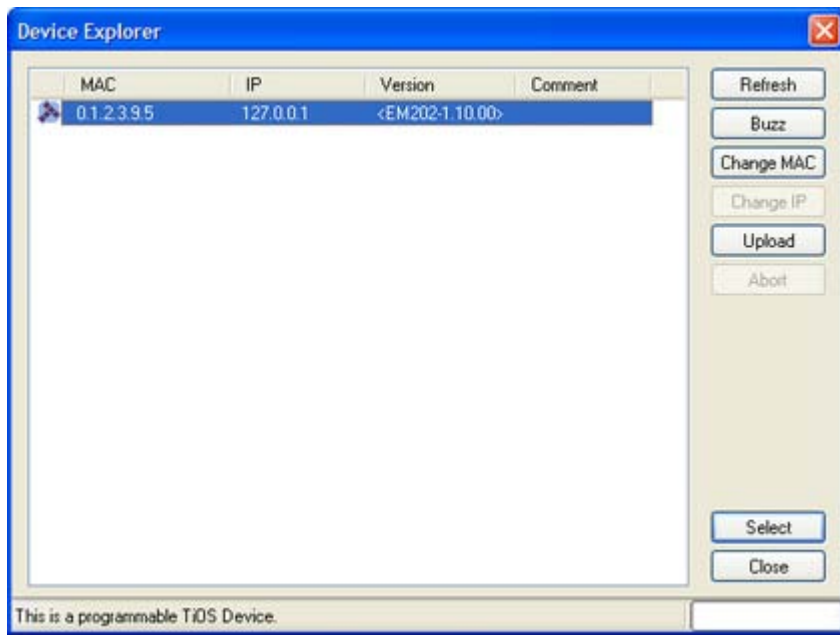 Device Explorer
MAC IP Version Comment
0.1.2.3.9.5 127.0.0.1 <EM202-1.10.00>
Refresh
Buzz
Change MAC
Change IP
Upload
Abort
Select
Close
This is a programmable TiOS Device.